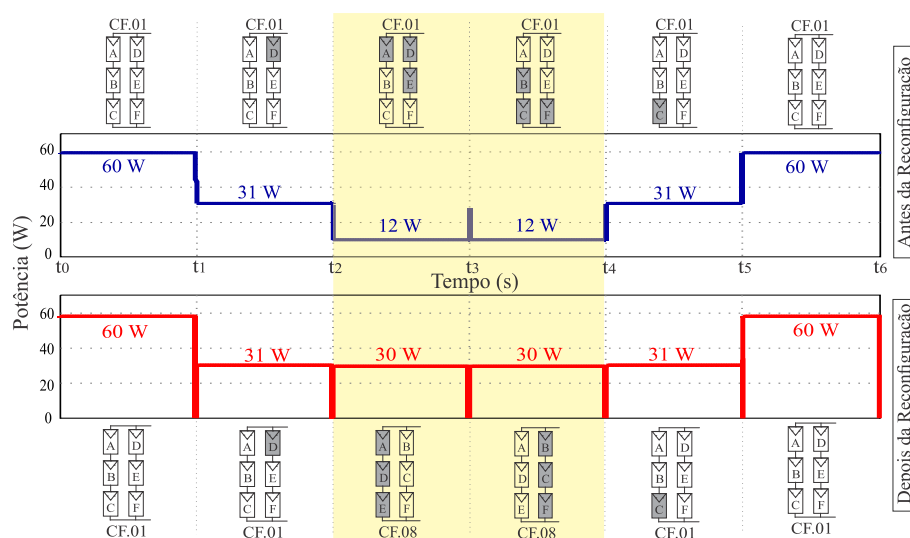 CF.01 CF.01 CF.01 CF.01 CF.01 CF.01
A D A D A D A D A D A D
B E B E B E B E B E B E
C F C F C F C F C F C F
Antes da Reconfiguração
60
40
20
0
60 W
31 W
12 W
12 W
31 W
60 W
t0 t1 t2 t3 t4 t5 t6
Tempo (s)
Potência (W)
60
40
20
0
60 W
31 W
30 W
30 W
31 W
60 W
Depois da Reconfiguração
A D A D A B A B A D A D
B E B E D C D C B E B E
C F C F E F E F C F C F
CF.01 CF.01 CF.08 CF.08 CF.01 CF.01